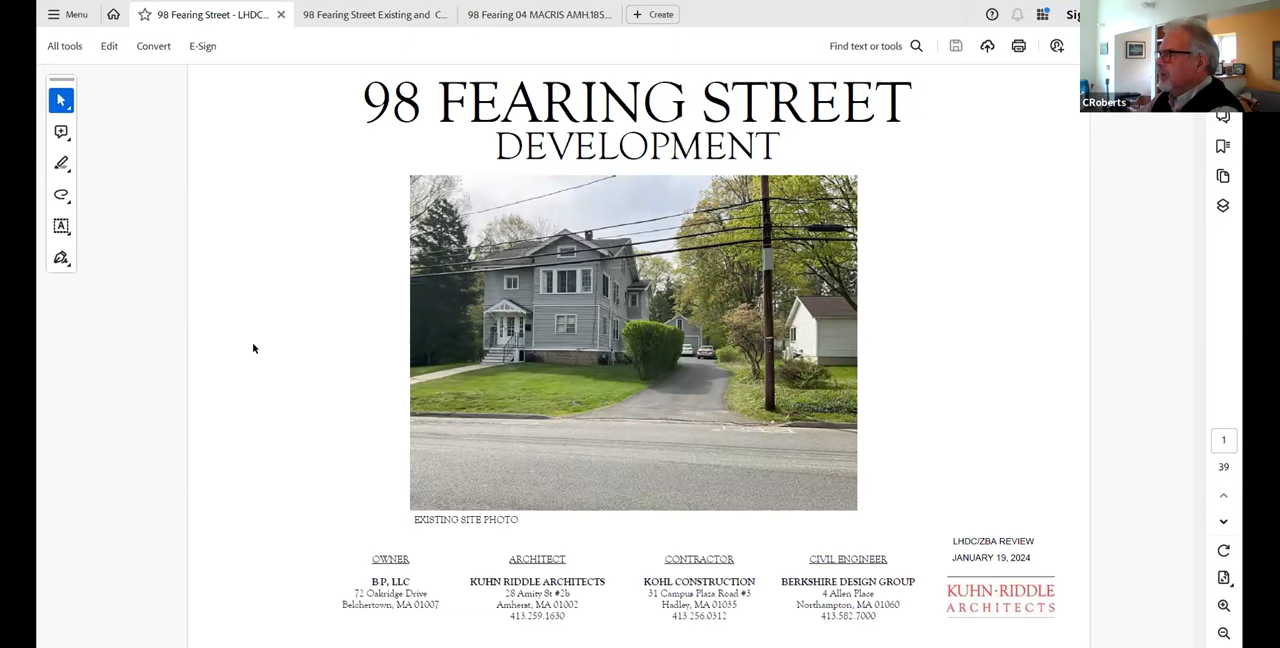 Menu
98 Fearing Street - LHDC...
98 Fearing Street Existing and C...
98 Fearing 04 MACRIS AMH.185...
Create
Sig
All tools
Edit
Convert
E-Sign
Find text or tools
CRoberts
98 FEARING STREET
DEVELOPMENT
EXISTING SITE PHOTO
OWNER
B P, LLC
72 Oakridge Drive
Belchertown, MA 01007
ARCHITECT
KUHN RIDDLE ARCHITECTS
28 Amity St #2b
Amherst, MA 01002
413.259.1630
CONTRACTOR
KOHL CONSTRUCTION
31 Campus Plaza Road #3
Hadley, MA 01035
413.256.0312
CIVIL ENGINEER
BERKSHIRE DESIGN GROUP
4 Allen Place
Northampton, MA 01060
413.582.7000
LHDC/ZBA REVIEW
JANUARY 19, 2024
KUHN·RIDDLE
ARCHITECTS
1
39